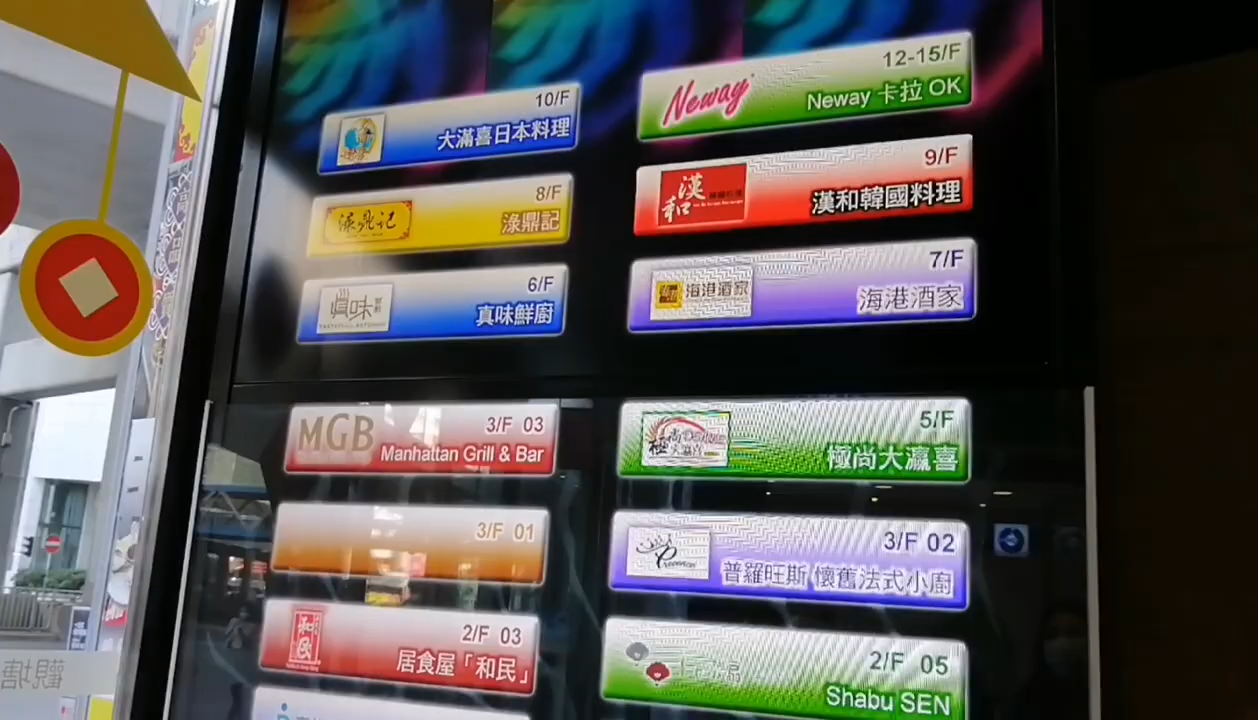 10/F
大滿喜日本料理
Neway
12-15/F
Neway 卡拉 OK
8/F
淥鼎記
淥鼎記
9/F
漢和
漢和韓國料理
6/F
真味
真味鮮廚
7/F
海港酒家
海港酒家
MGB
3/F 03
Manhattan Grill & Bar
5/F
極尚大瀛喜
3/F 01
3/F 02
普羅旺斯 懷舊法式小廚
和民
2/F 03
居食屋「和民」
2/F 05
Shabu SEN
觀塘